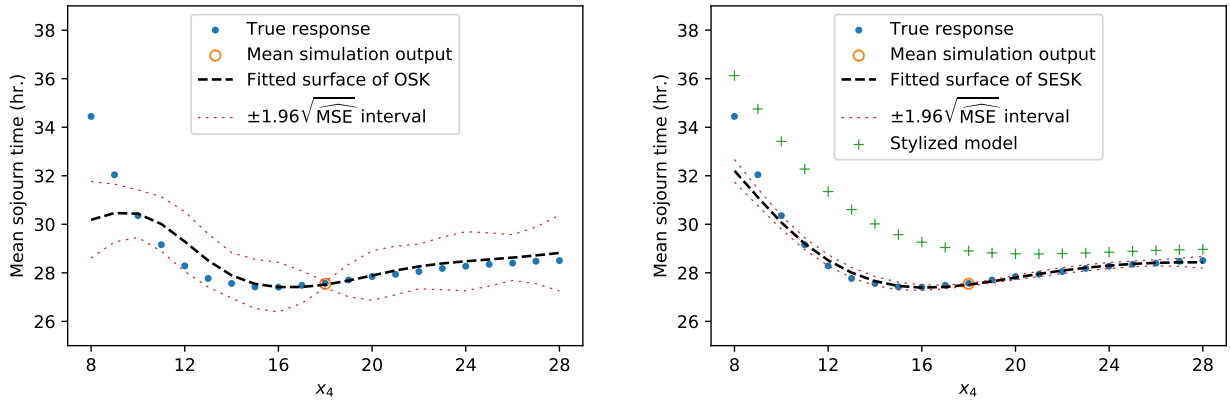 True response
Mean simulation output
Fitted surface of OSK
±1.96√MSE interval
Mean sojourn time (hr.)
38
36
34
32
30
28
26
8
12
16
20
24
28
x4
True response
Mean simulation output
Fitted surface of SESK
±1.96√MSE interval
Stylized model
Mean sojourn time (hr.)
38
36
34
32
30
28
26
8
12
16
20
24
28
x4